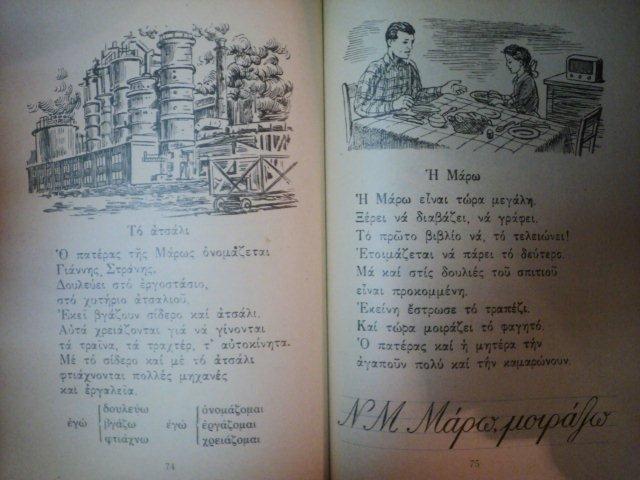 Τό ἀτσάλι
Ὁ πατέρας τῆς Μάρως ὀνομάζεται
Γιάννης Στράνης.
Δουλεύει στό ἐργοστάσιο,
στό χυτήριο ἀτσαλιοῦ.
Ἐκεῖ βγάζουν σίδερο καί ἀτσάλι.
Αὐτά χρειάζονται γιά νά γίνονται
τά τραῖνα, τά τραχτέρ, τ' αὐτοκίνητα.
Μέ τό σίδερο καί μέ τό ἀτσάλι
φτιάχνονται πολλές μηχανές
και ἐργαλεῖα.
ἐγώ δουλεύω βγάζω φτιάχνω
ἐγώ ὀνομάζομαι ἐργάζομαι χρειάζομαι
74
Ἡ Μάρω
Ἡ Μάρω εἶναι τώρα μεγάλη.
Ξέρει νά διαβάζει, νά γράφει.
Τό πρῶτο βιβλίο νά, τό τελειώνει!
Ἑτοιμάζεται νά πάρει τό δεύτερο.
Μά καί στίς δουλιές τοῦ σπιτιοῦ
εἶναι προκομμένη.
Ἐκείνη ἔστρωσε τό τραπέζι.
Καί τώρα μοιράζει τό φαγητό.
Ὁ πατέρας καί ἡ μητέρα τήν
ἀγαποῦν πολύ καί τήν καμαρώνουν.
Ν Μ Μάρω, μοιράζω
75